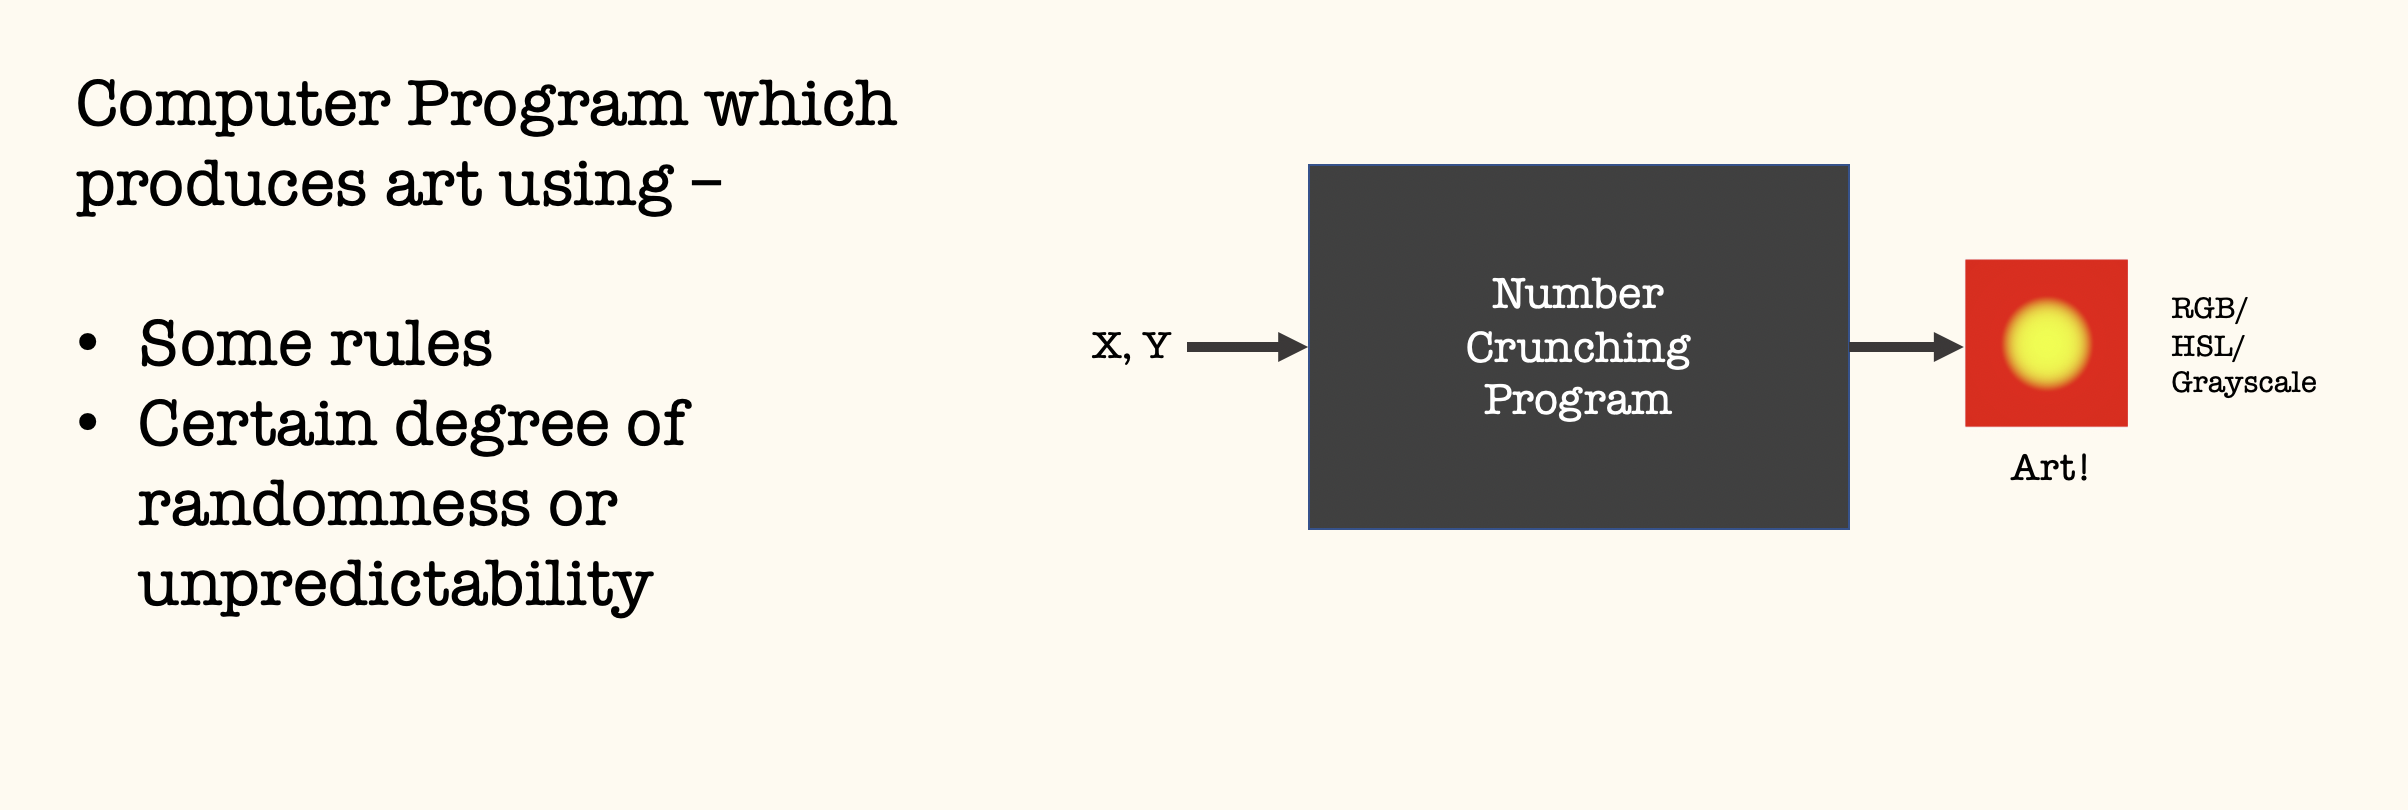 Computer Program which
produces art using –
• Some rules
• Certain degree of
randomness or
unpredictability
X, Y
Number
Crunching
Program
RGB/
HSL/
Grayscale
Art!